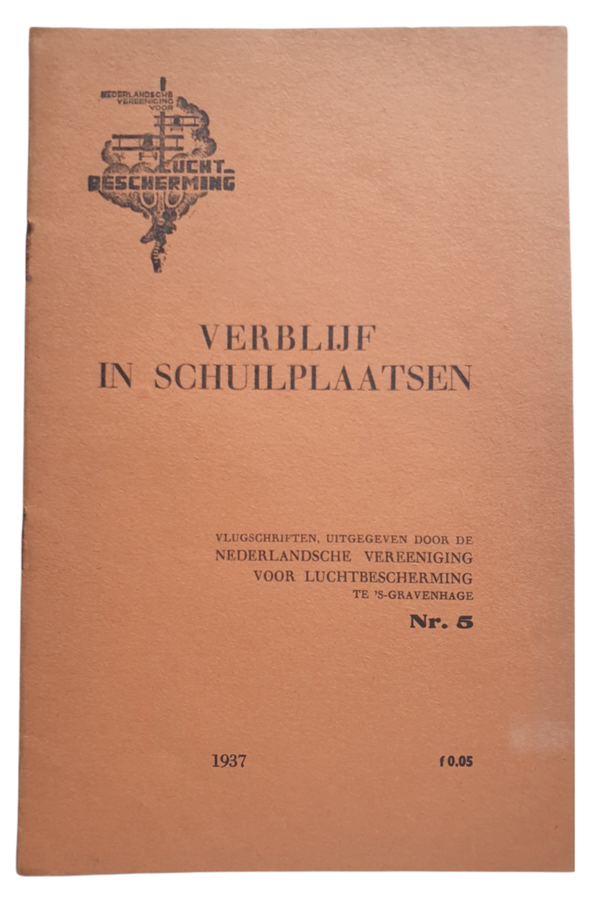 NEDERLANDSCHE
VEREENIGING
VOOR
LUCHT-
BESCHERMING
VERBLIJF
IN SCHUILPLAATSEN
VLUGSCHRIFTEN, UITGEGEVEN DOOR DE
NEDERLANDSCHE VEREENIGING
VOOR LUCHTBESCHERMING
TE 'S-GRAVENHAGE
Nr. 5
1937
f 0.05